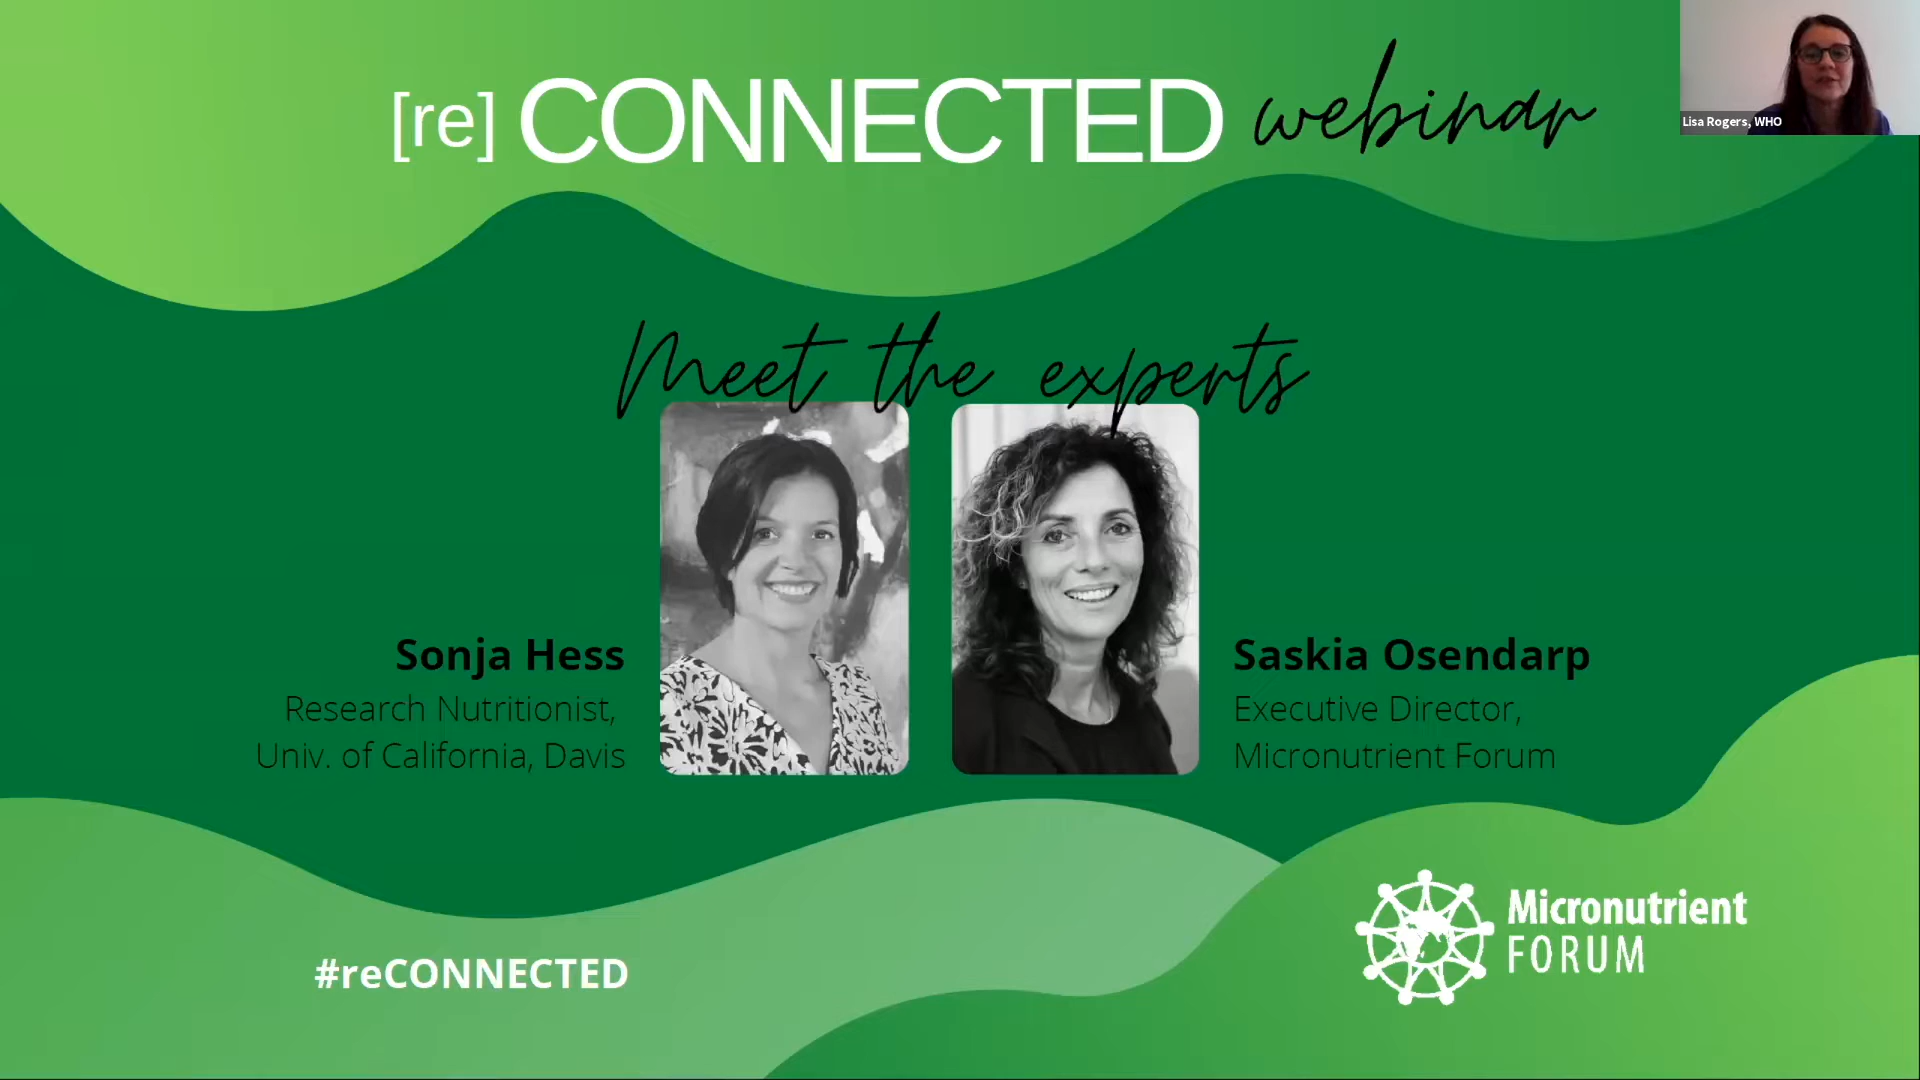 [re] CONNECTED webinar
Lisa Rogers, WHO
Meet the experts
Sonja Hess
Research Nutritionist,
Univ. of California, Davis
Saskia Osendarp
Executive Director,
Micronutrient Forum
#reCONNECTED
Micronutrient
FORUM